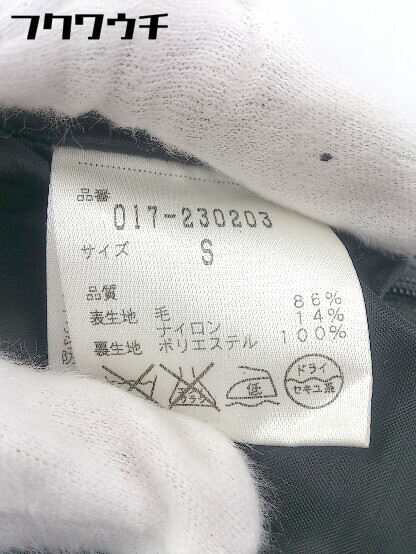 フクワウチ
品番
017-230203
サイズ S
品質
表生地 毛 86%
ナイロン 14%
裏生地 ポリエステル 100%
低
ドライ
セキユ系